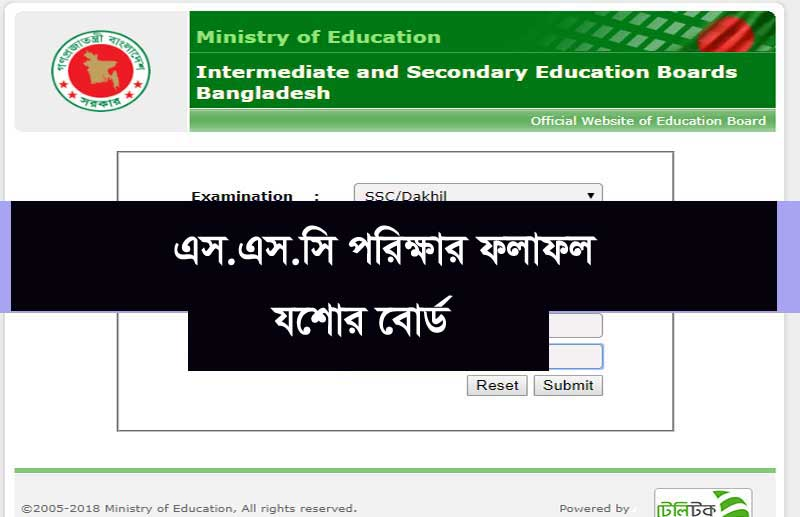 গণপ্রজাতন্ত্রী বাংলাদেশ
সরকার
Ministry of Education
Intermediate and Secondary Education Boards
Bangladesh
Official Website of Education Board
Examination : SSC/Dakhil
এস.এস.সি পরিক্ষার ফলাফল
যশোর বোর্ড
Reset Submit
©2005-2018 Ministry of Education, All rights reserved. Powered by
টেলিটক